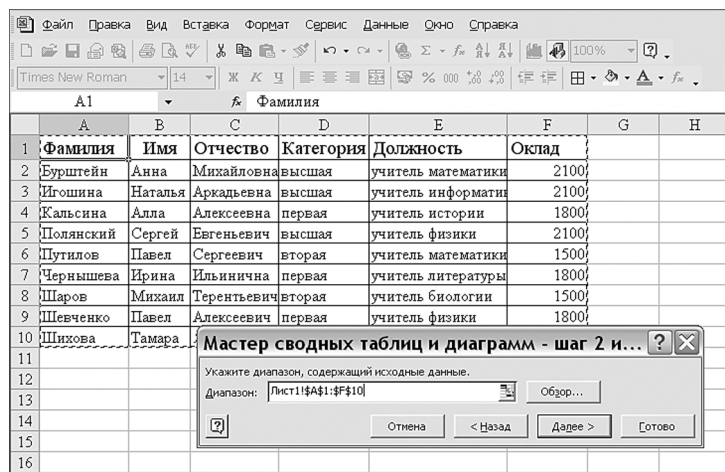 Файл Правка Вид Вставка Формат Сервис Данные Окно Справка
100%
Times New Roman 14 Ж К Ч % 000
A1 fx Фамилия
A B C D E F G H
1 Фамилия Имя Отчество Категория Должность Оклад
2 Бурштейн Анна Михайловна высшая учитель математики 2100
3 Игошина Наталья Аркадьевна высшая учитель информати 2100
4 Кальсина Алла Алексеевна первая учитель истории 1800
5 Полянский Сергей Евгеньевич высшая учитель физики 2100
6 Путилов Павел Сергеевич вторая учитель математики 1500
7 Чернышева Ирина Ильинична первая учитель литературы 1800
8 Шаров Михаил Терентьевич вторая учитель биологии 1500
9 Шевченко Павел Алексеевич первая учитель физики 1800
10 Шихова Тамара
11
12
13
14
15
16
Мастер сводных таблиц и диаграмм - шаг 2 и...
Укажите диапазон, содержащий исходные данные.
Диапазон: Лист1!$A$1:$F$10 Обзор...
Отмена < Назад Далее > Готово